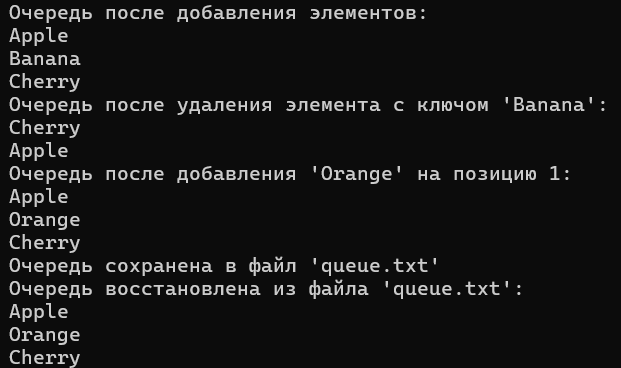 Очередь после добавления элементов:
Apple
Banana
Cherry
Очередь после удаления элемента с ключом 'Banana':
Cherry
Apple
Очередь после добавления 'Orange' на позицию 1:
Apple
Orange
Cherry
Очередь сохранена в файл 'queue.txt'
Очередь восстановлена из файла 'queue.txt':
Apple
Orange
Cherry